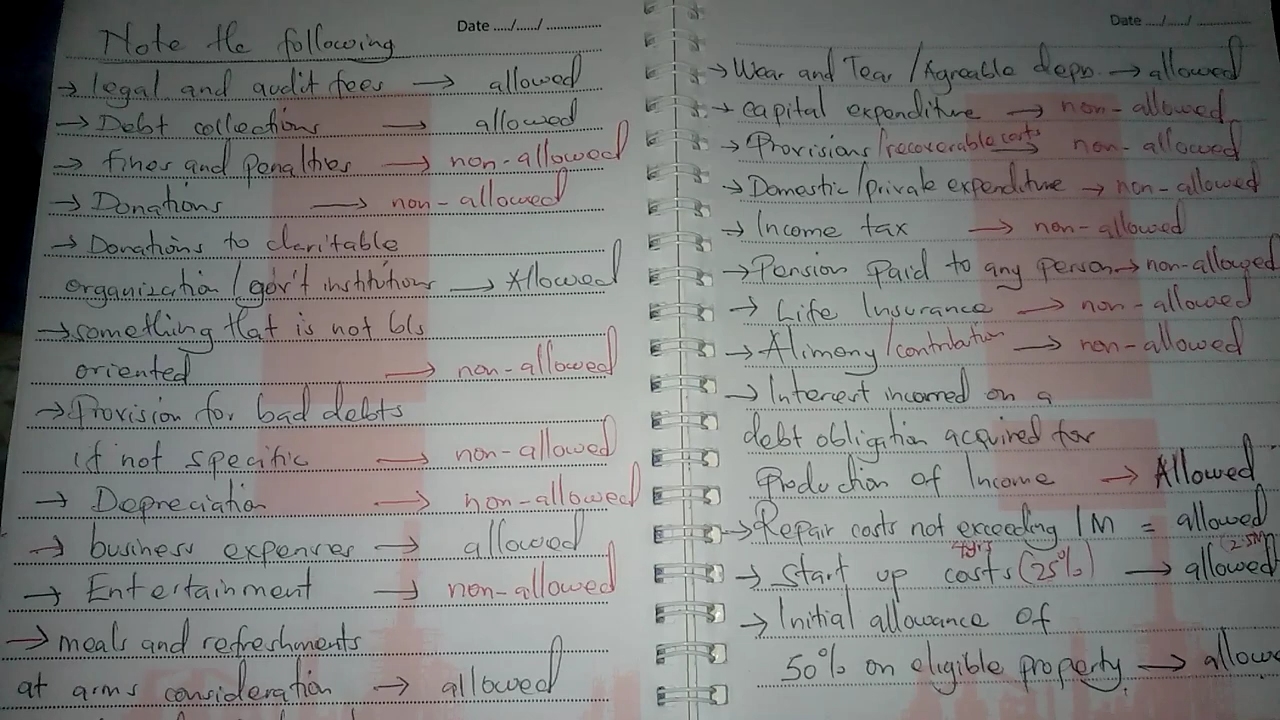 Date ..../....../ ...............
Note the following
→ legal and audit fees → allowed
→ Debt collections → allowed
→ fines and penalties → non-allowed
→ Donations → non-allowed
→ Donations to claritable
organization /gov't institutions → Allowed
→ something that is not b/s
oriented → non-allowed
→ Provision for bad debts
if not specific → non-allowed
→ Depreciation → non-allowed
→ business expenses → allowed
→ Entertainment → non-allowed
→ meals and refreshments
at arms consideration → allowed
Date ..../....../ ...............
→ Wear and Tear /Agreable depn. → allowed
→ capital expenditure → non-allowed
→ Provisions/recoverable costs → non-allowed
→ Domestic/private expenditure → non-allowed
→ Income tax → non-allowed
→ Pension paid to any person → non-allowed
→ Life Insurance → non-allowed
→ Alimony/contribution → non-allowed
→ Interest incurred on a
debt obligation acquired for
Production of Income → Allowed
→ Repair costs not exceeding 1M = allowed
→ Start up costs 4yrs (25%) → allowed (2.5M)
→ Initial allowance of
50% on eligible property → allow